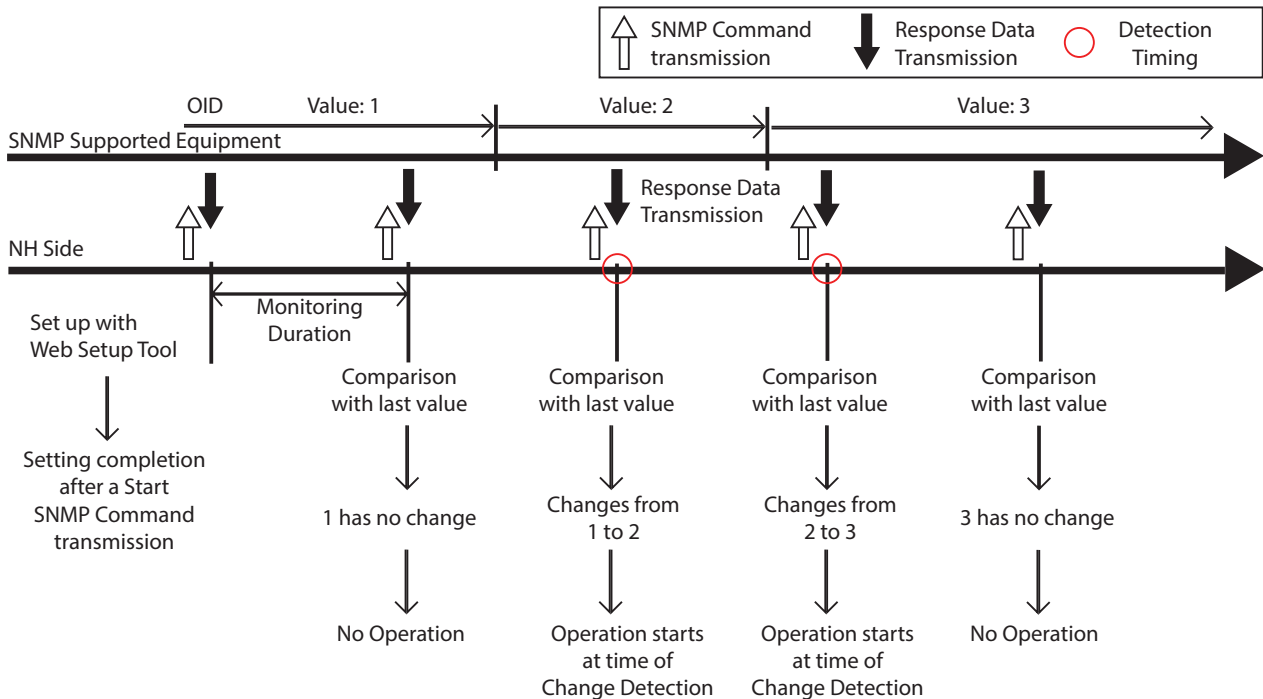 SNMP Command
transmission
Response Data
Transmission
Detection
Timing
OID
Value: 1
Value: 2
Value: 3
SNMP Supported Equipment
Response Data
Transmission
NH Side
Monitoring
Duration
Set up with
Web Setup Tool
Setting completion
after a Start
SNMP Command
transmission
Comparison
with last value
1 has no change
No Operation
Comparison
with last value
Changes from
1 to 2
Operation starts
at time of
Change Detection
Comparison
with last value
Changes from
2 to 3
Operation starts
at time of
Change Detection
Comparison
with last value
3 has no change
No Operation